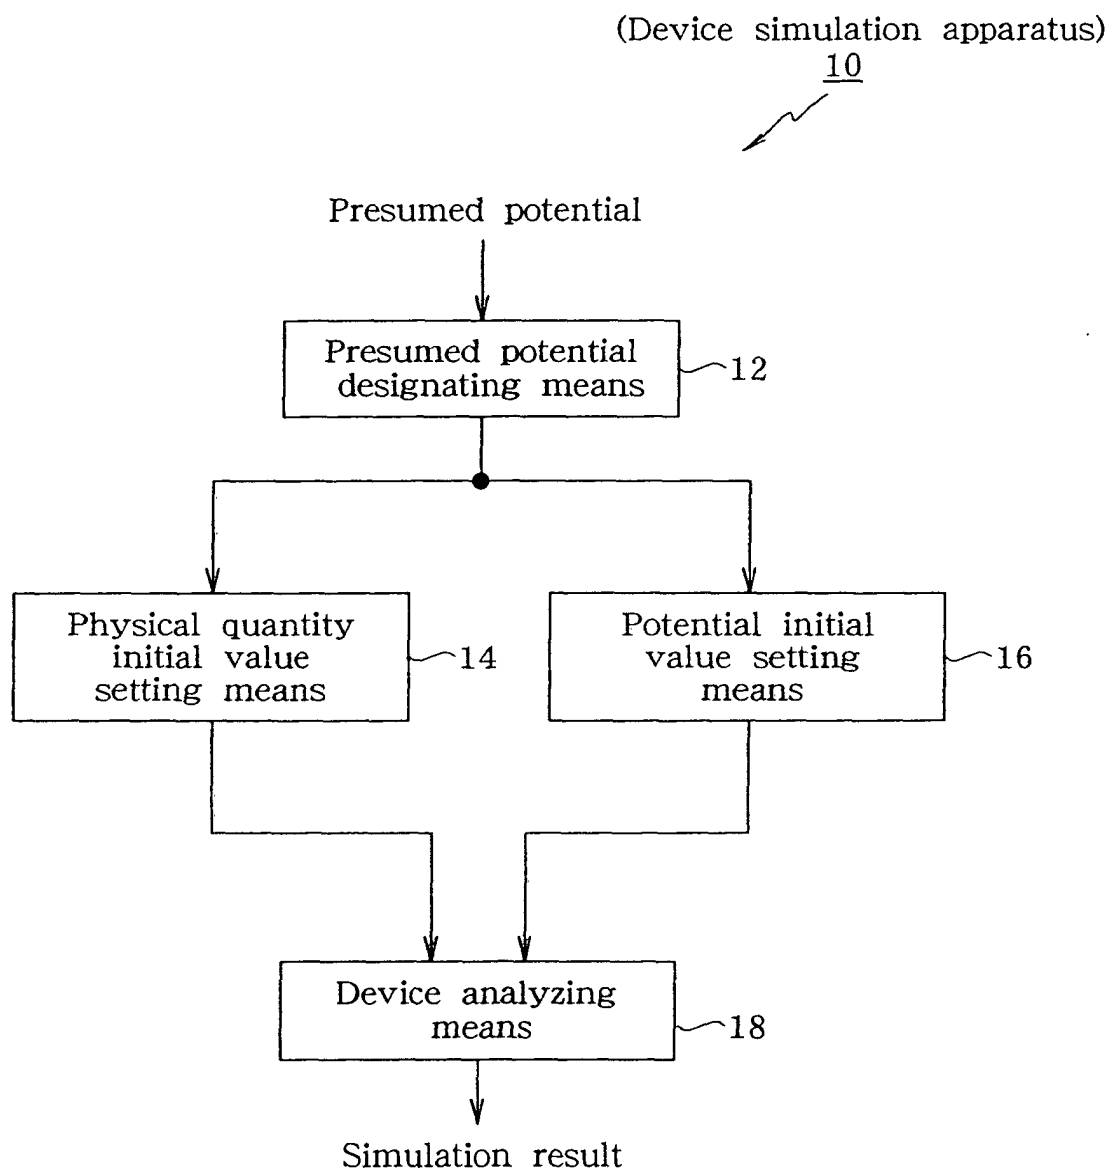 (Device simulation apparatus)
10
Presumed potential
Presumed potential
designating means
12
Physical quantity
initial value
setting means
14
Potential initial
value setting
means
16
Device analyzing
means
18
Simulation result